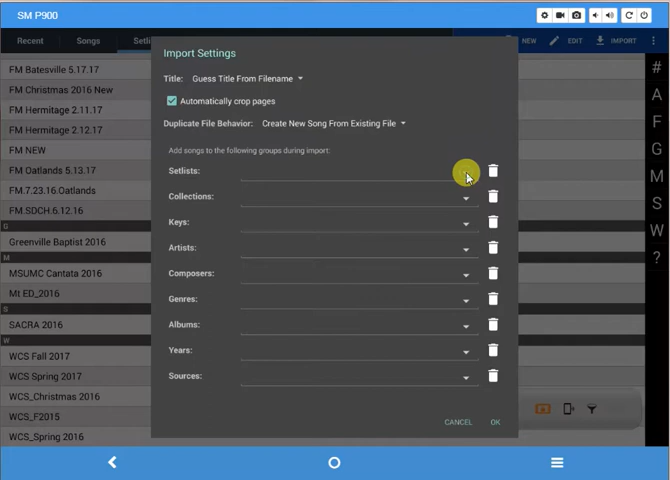 SM P900
Recent
Songs
Setli
NEW
EDIT
IMPORT
FM Batesville 5.17.17
FM Christmas 2016 New
FM Hermitage 2.11.17
FM Hermitage 2.12.17
FM NEW
FM Oatlands 5.13.17
FM.7.23.16.Oatlands
FM.SDCH.6.12.16
G
Greenville Baptist 2016
M
MSUMC Cantata 2016
Mt ED_2016
S
SACRA 2016
W
WCS Fall 2017
WCS Spring 2017
WCS_Christmas 2016
WCS_F2015
WCS_Spring 2016
Import Settings
Title: Guess Title From Filename
Automatically crop pages
Duplicate File Behavior: Create New Song From Existing File
Add songs to the following groups during import:
Setlists:
Collections:
Keys:
Artists:
Composers:
Genres:
Albums:
Years:
Sources:
CANCEL OK
#
A
F
G
M
S
W
?